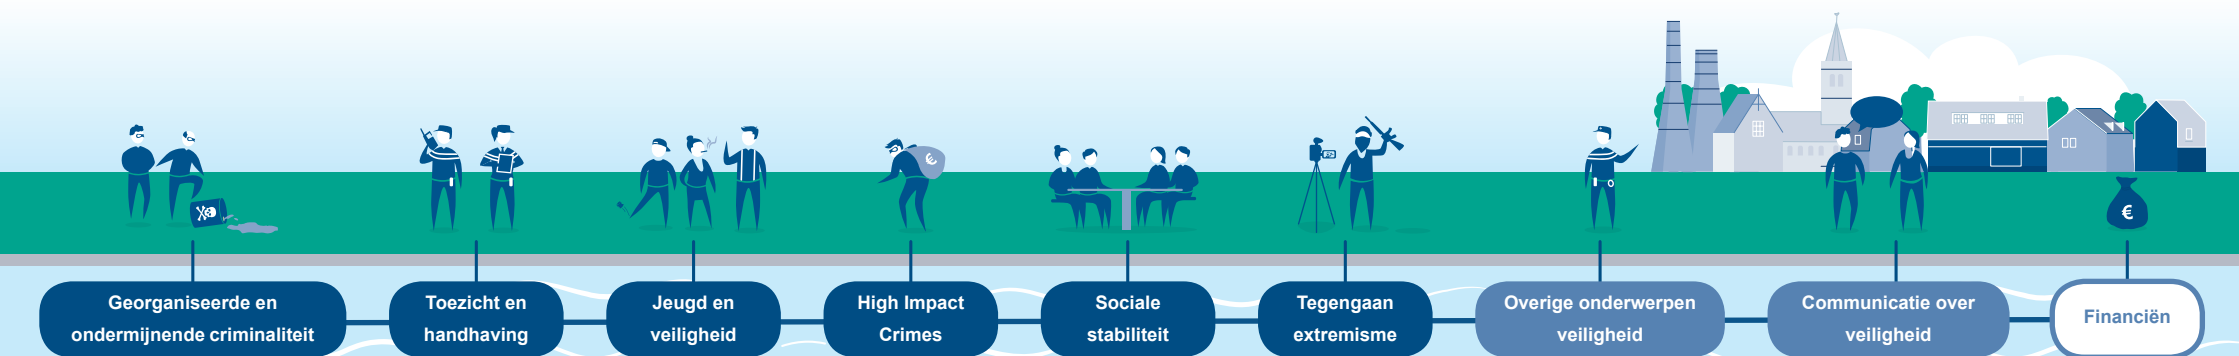 €
€
Georganiseerde en
ondermijnende criminaliteit
Toezicht en
handhaving
Jeugd en
veiligheid
High Impact
Crimes
Sociale
stabiliteit
Tegengaan
extremisme
Overige onderwerpen
veiligheid
Communicatie over
veiligheid
Financiën